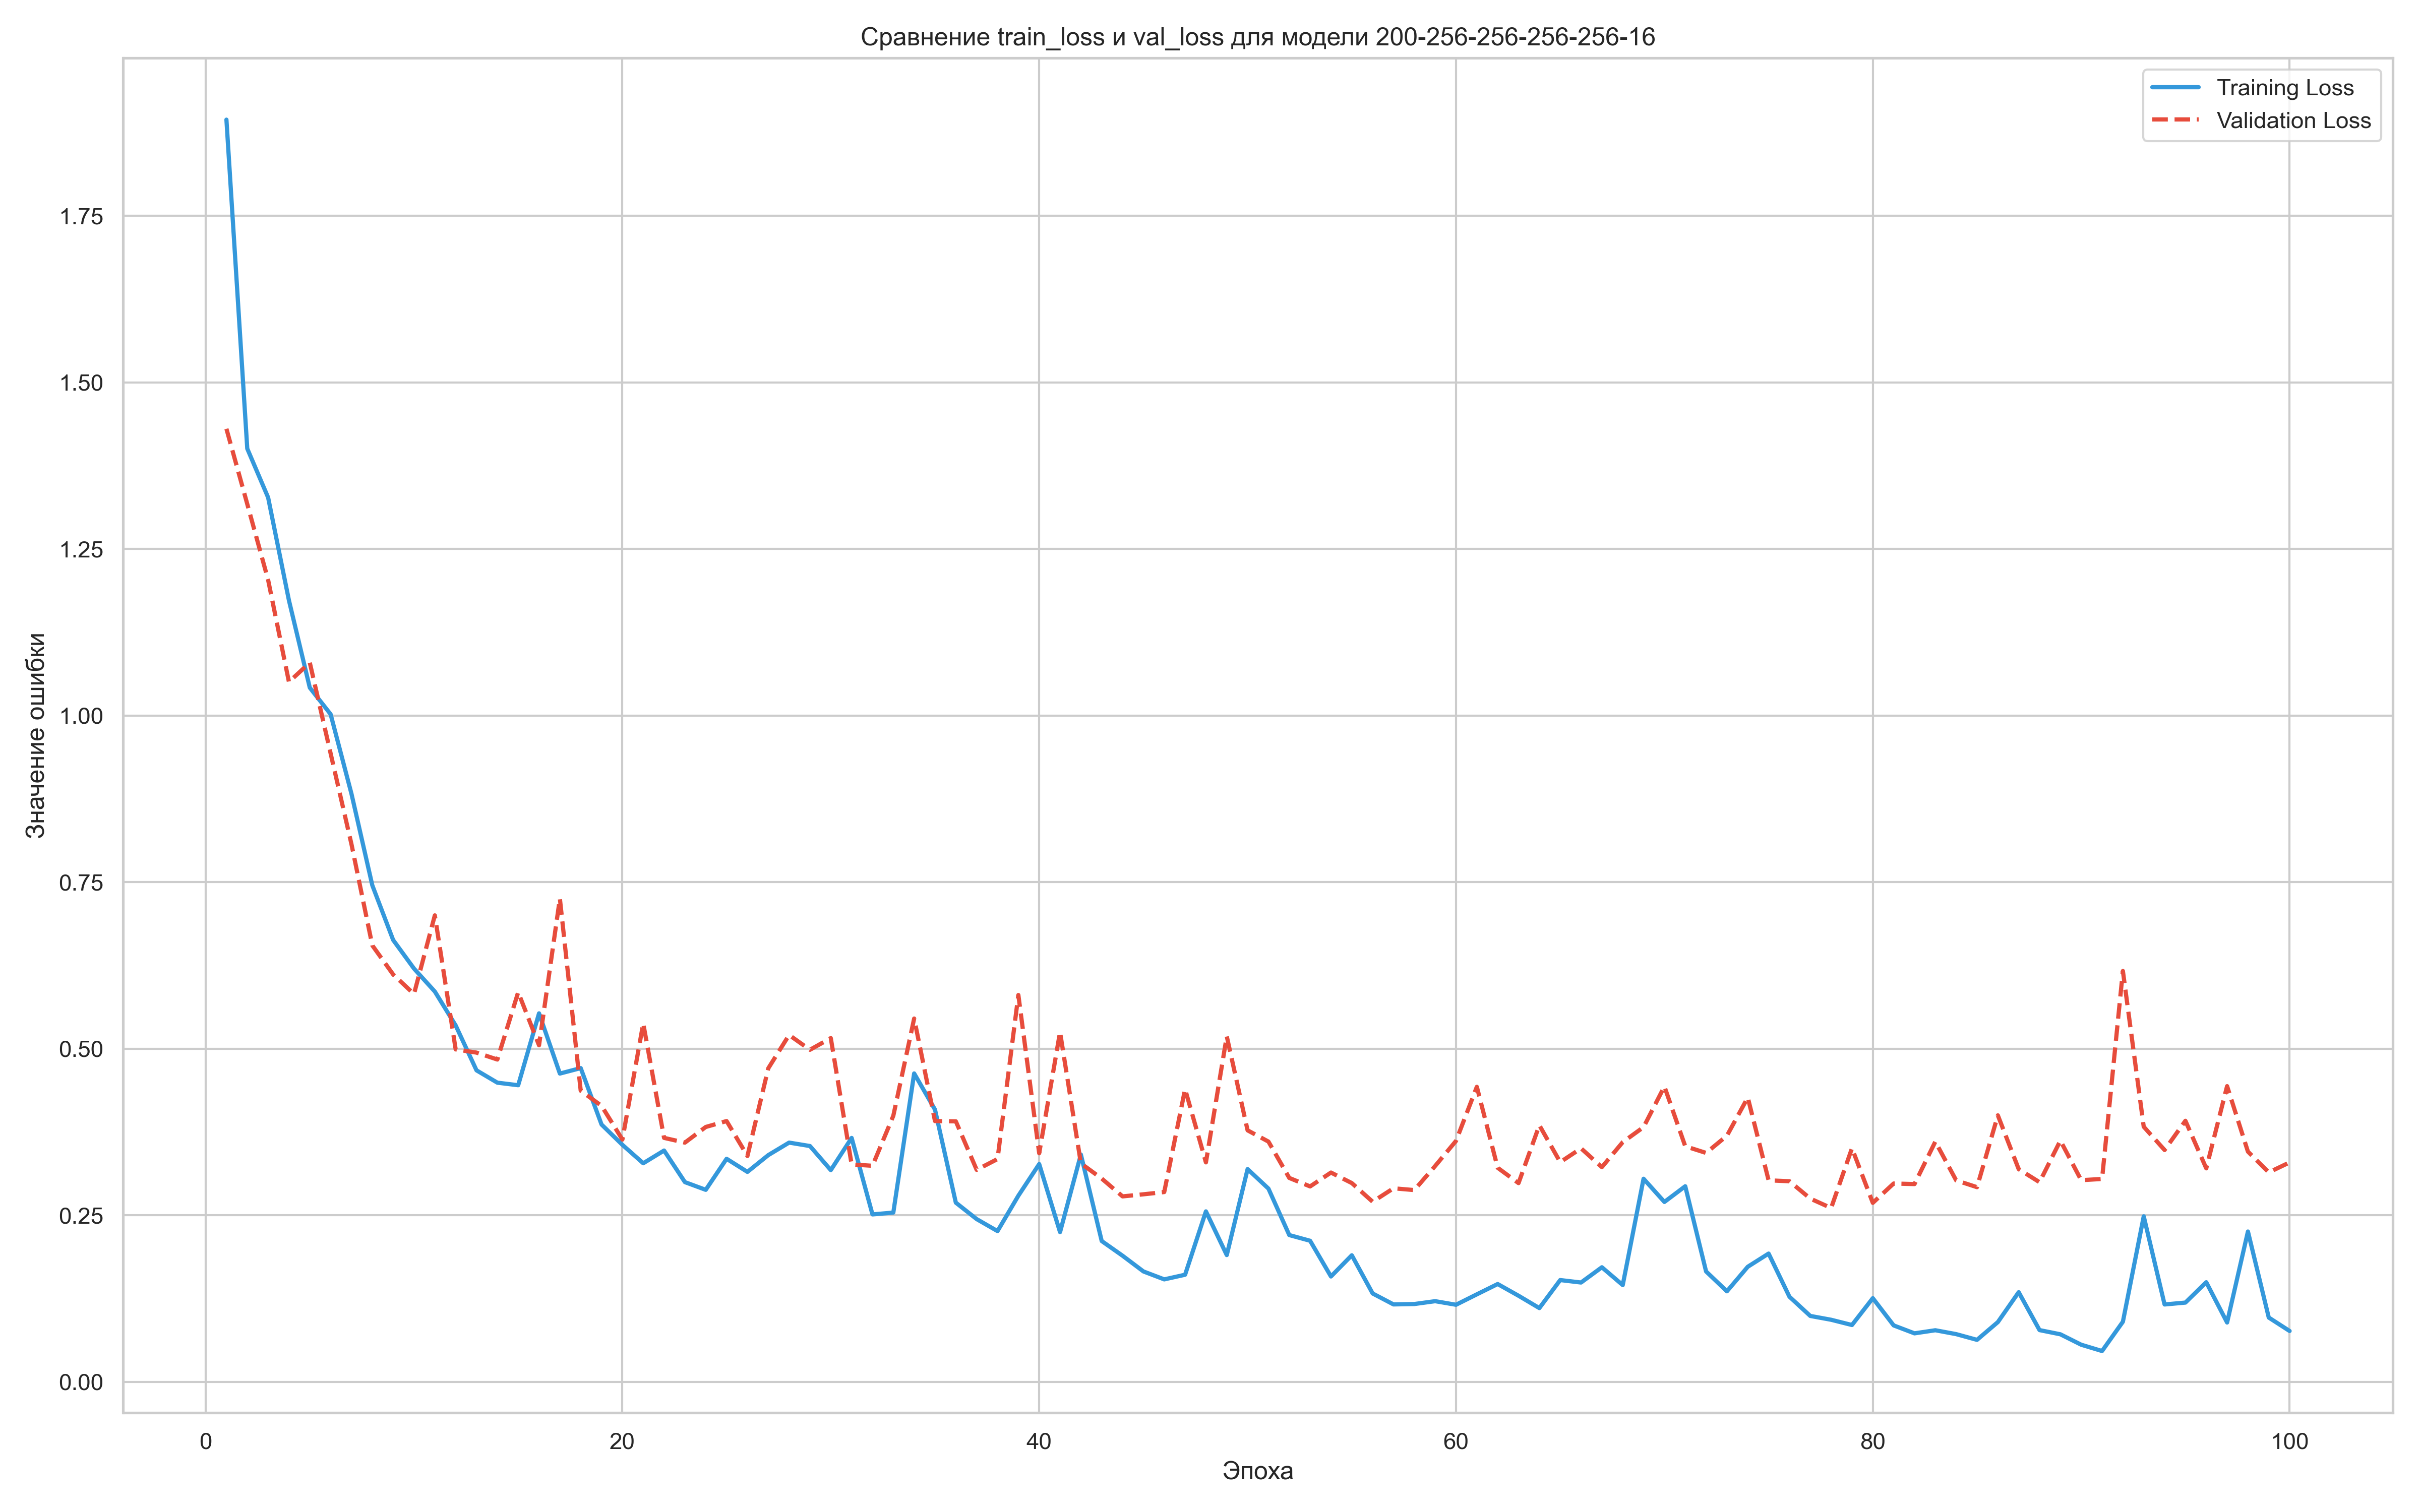 Сравнение train_loss и val_loss для модели 200-256-256-256-256-16
Training Loss
Validation Loss
Значение ошибки
1.75
1.50
1.25
1.00
0.75
0.50
0.25
0.00
0
20
40
60
80
100
Эпоха